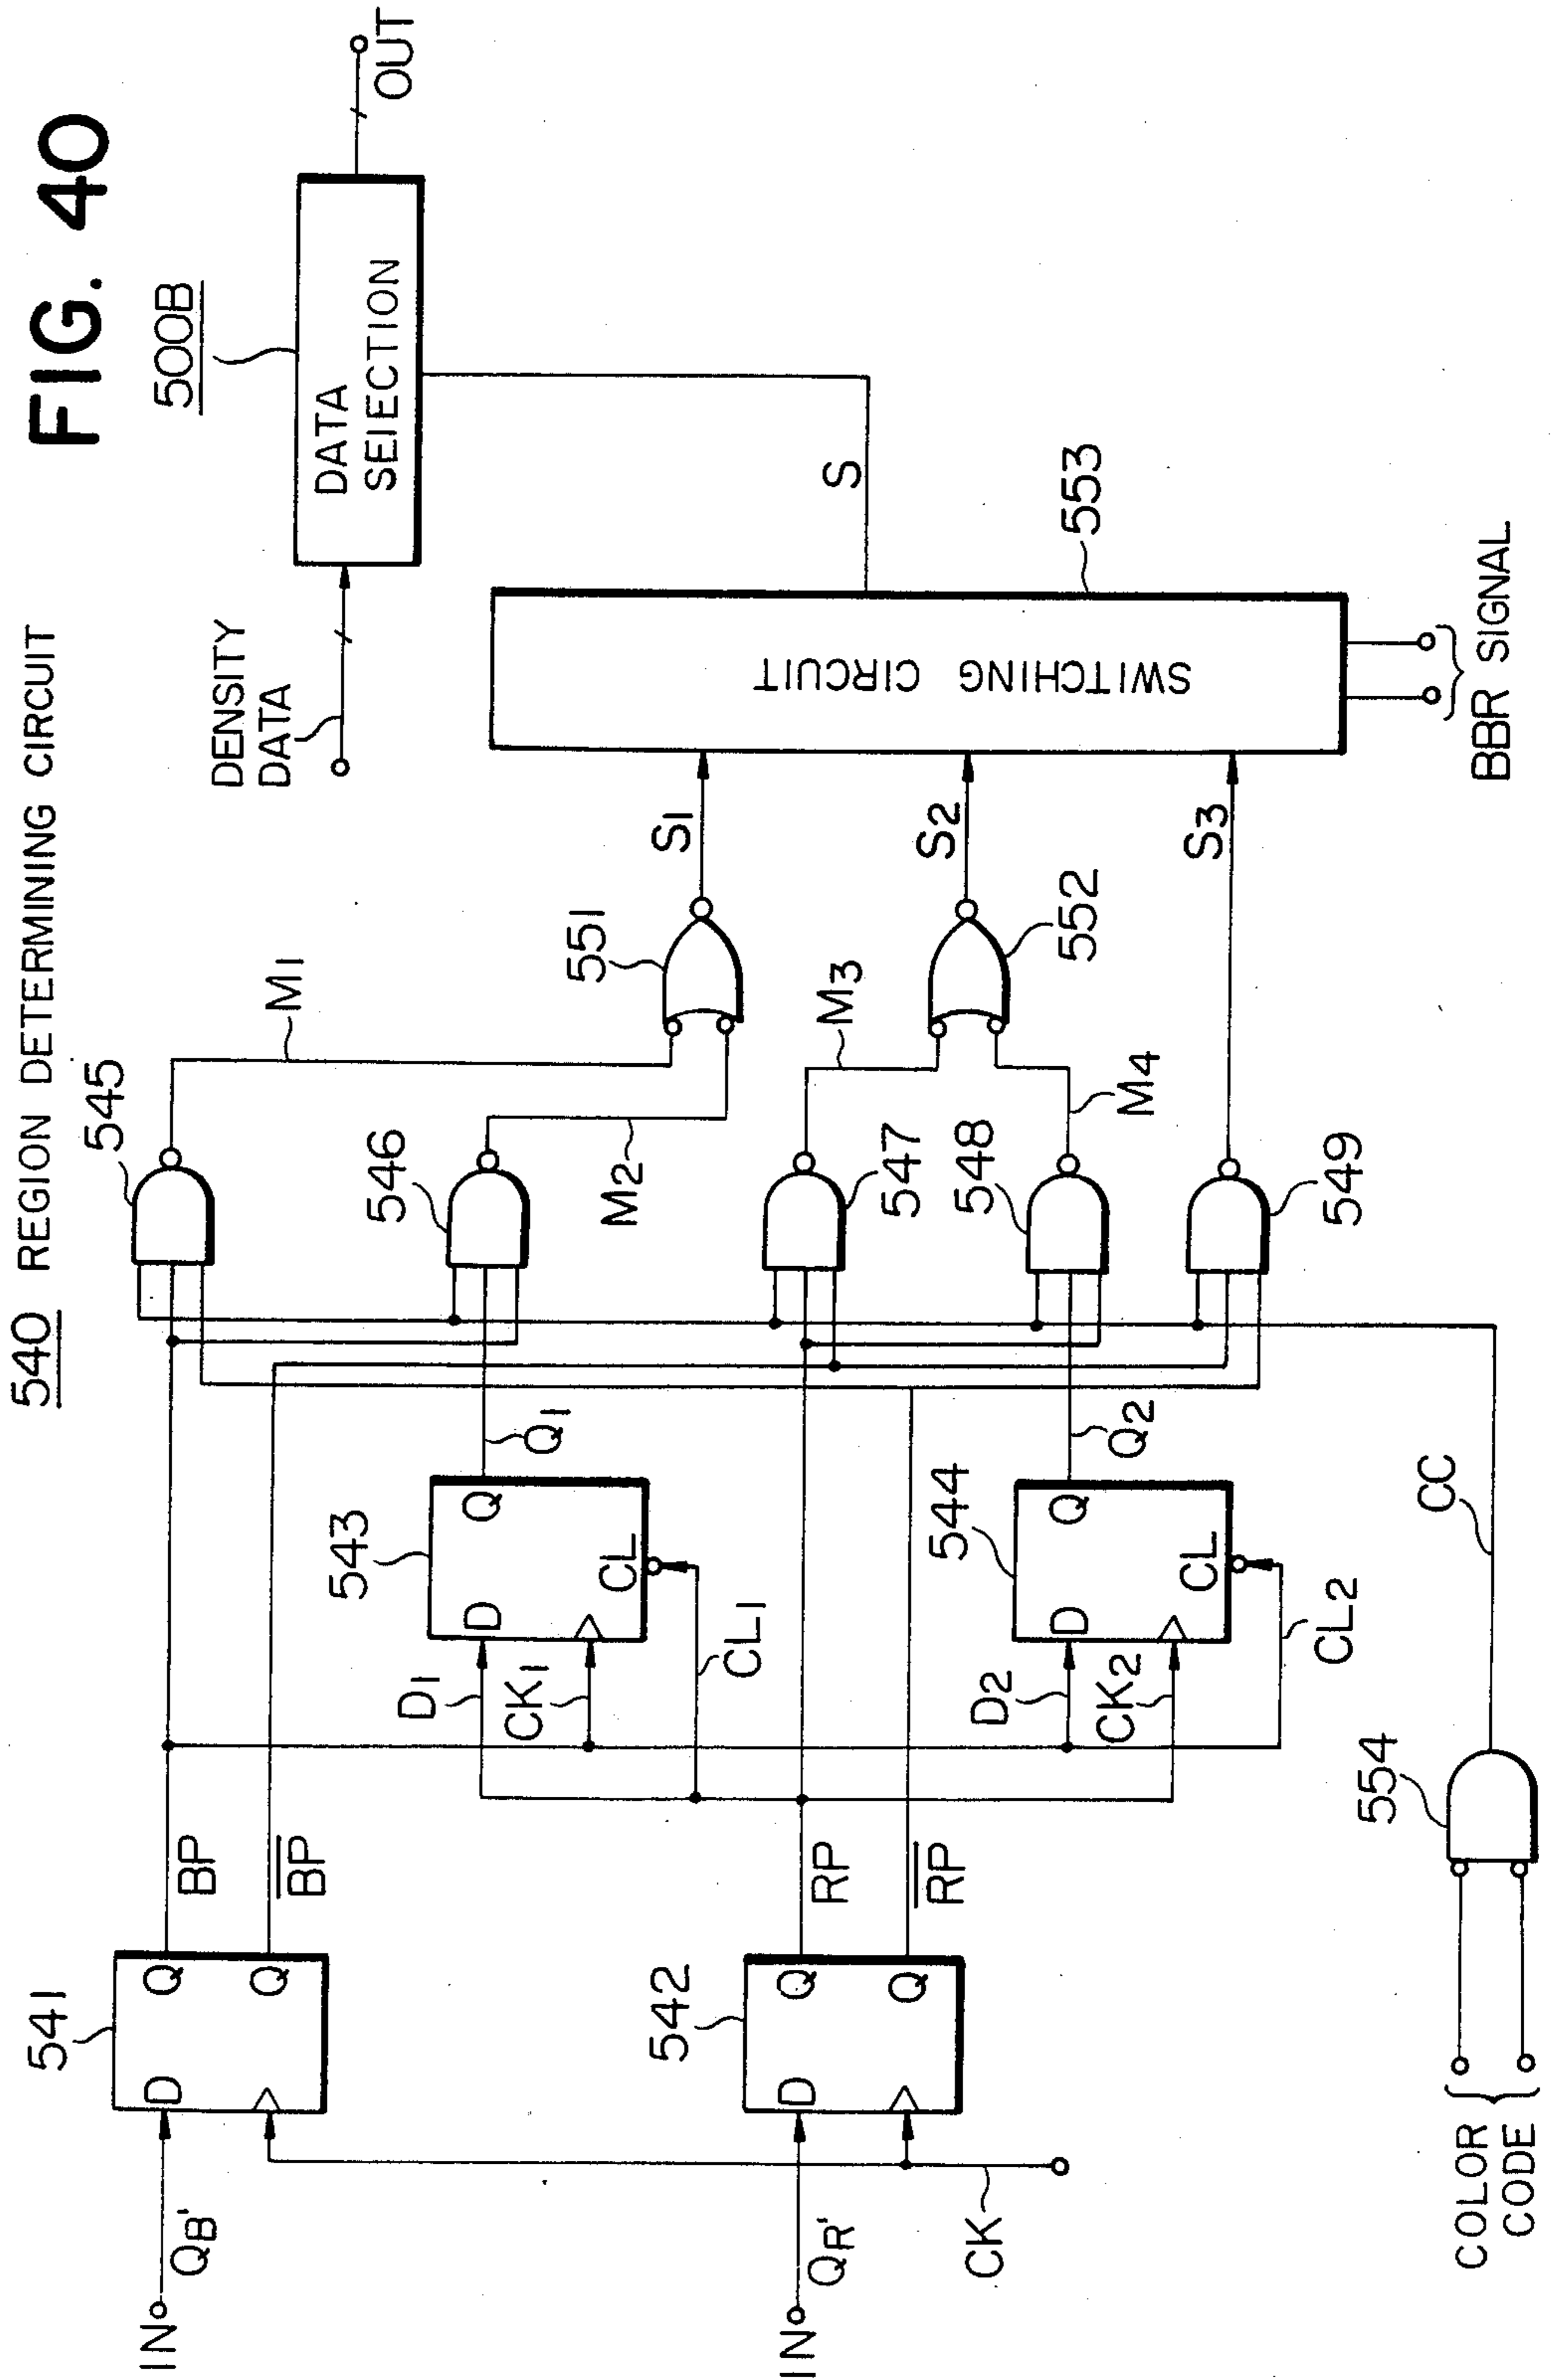 FIG. 40
540 REGION DETERMINING CIRCUIT
500B
DATA
SEIECTION
OUT
DENSITY
DATA
S
SWITCHING CIRCUIT
553
BBR SIGNAL
S1
S2
S3
551
552
M1
M2
M3
M4
545
546
547
548
549
541
D
Q
Q
BP
B̅P̅
543
D
Q
CL
Q1
D1
CK1
CL1
542
D
Q
Q
RP
R̅P̅
544
D
Q
CL
Q2
D2
CK2
CL2
IN
QB'
IN
QR'
CK
554
CC
COLOR
CODE